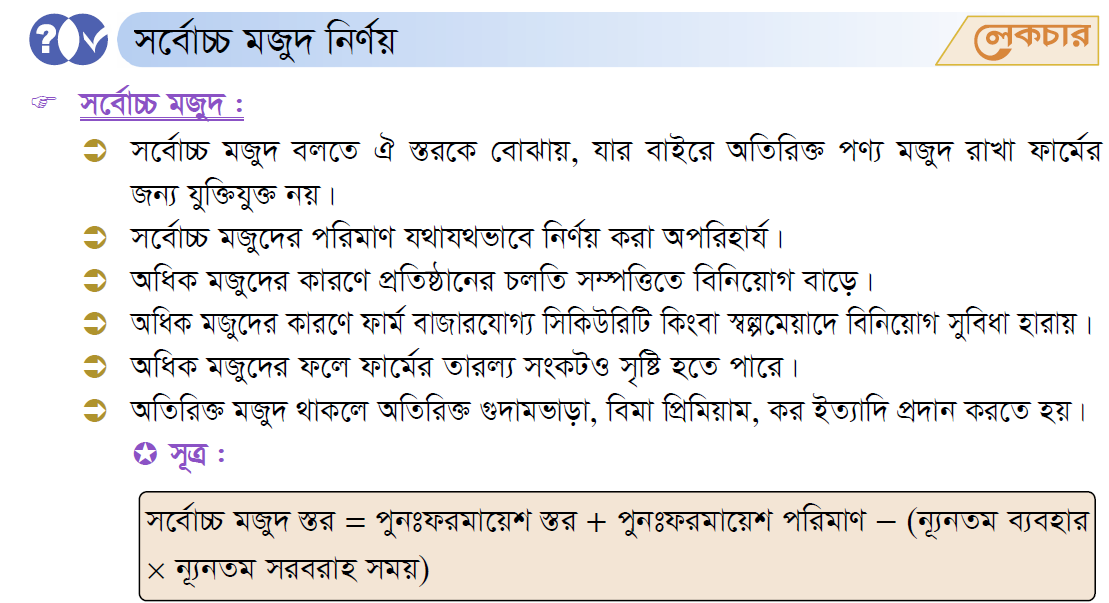 সর্বোচ্চ মজুদ নির্ণয়
লেকচার
সর্বোচ্চ মজুদ :
সর্বোচ্চ মজুদ বলতে ঐ স্তরকে বোঝায়, যার বাইরে অতিরিক্ত পণ্য মজুদ রাখা ফার্মের
জন্য যুক্তিযুক্ত নয়।
সর্বোচ্চ মজুদের পরিমাণ যথাযথভাবে নির্ণয় করা অপরিহার্য।
অধিক মজুদের কারণে প্রতিষ্ঠানের চলতি সম্পত্তিতে বিনিয়োগ বাড়ে।
অধিক মজুদের কারণে ফার্ম বাজারযোগ্য সিকিউরিটি কিংবা স্বল্পমেয়াদে বিনিয়োগ সুবিধা হারায়।
অধিক মজুদের ফলে ফার্মের তারল্য সংকটও সৃষ্টি হতে পারে।
অতিরিক্ত মজুদ থাকলে অতিরিক্ত গুদামভাড়া, বিমা প্রিমিয়াম, কর ইত্যাদি প্রদান করতে হয়।
সূত্র :
সর্বোচ্চ মজুদ স্তর = পুনঃফরমায়েশ স্তর + পুনঃফরমায়েশ পরিমাণ – (ন্যূনতম ব্যবহার
× ন্যূনতম সরবরাহ সময়)